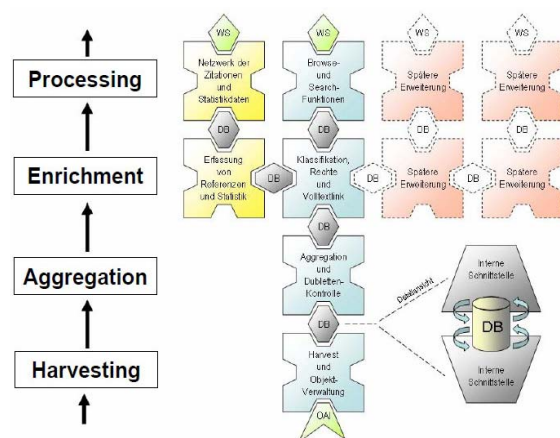 Processing
Enrichment
Aggregation
Harvesting
WS
WS
WS
WS
Netzwerk der
Zitationen
und
Statistikdaten
Browse-
und
Search-
Funktionen
Spätere
Erweiterung
Spätere
Erweiterung
DB
DB
DB
DB
Erfassung
von
Referenzen
und Statistik
DB
Klassifikation,
Rechte
und
Volltextlink
DB
Spätere
Erweiterung
DB
Spätere
Erweiterung
DB
Aggregation
und
Dubletten-
Kontrolle
DB
Harvest
und
Objekt-
Verwaltung
OAI
Detailansicht
Interne
Schnittstelle
DB
Interne
Schnittstelle